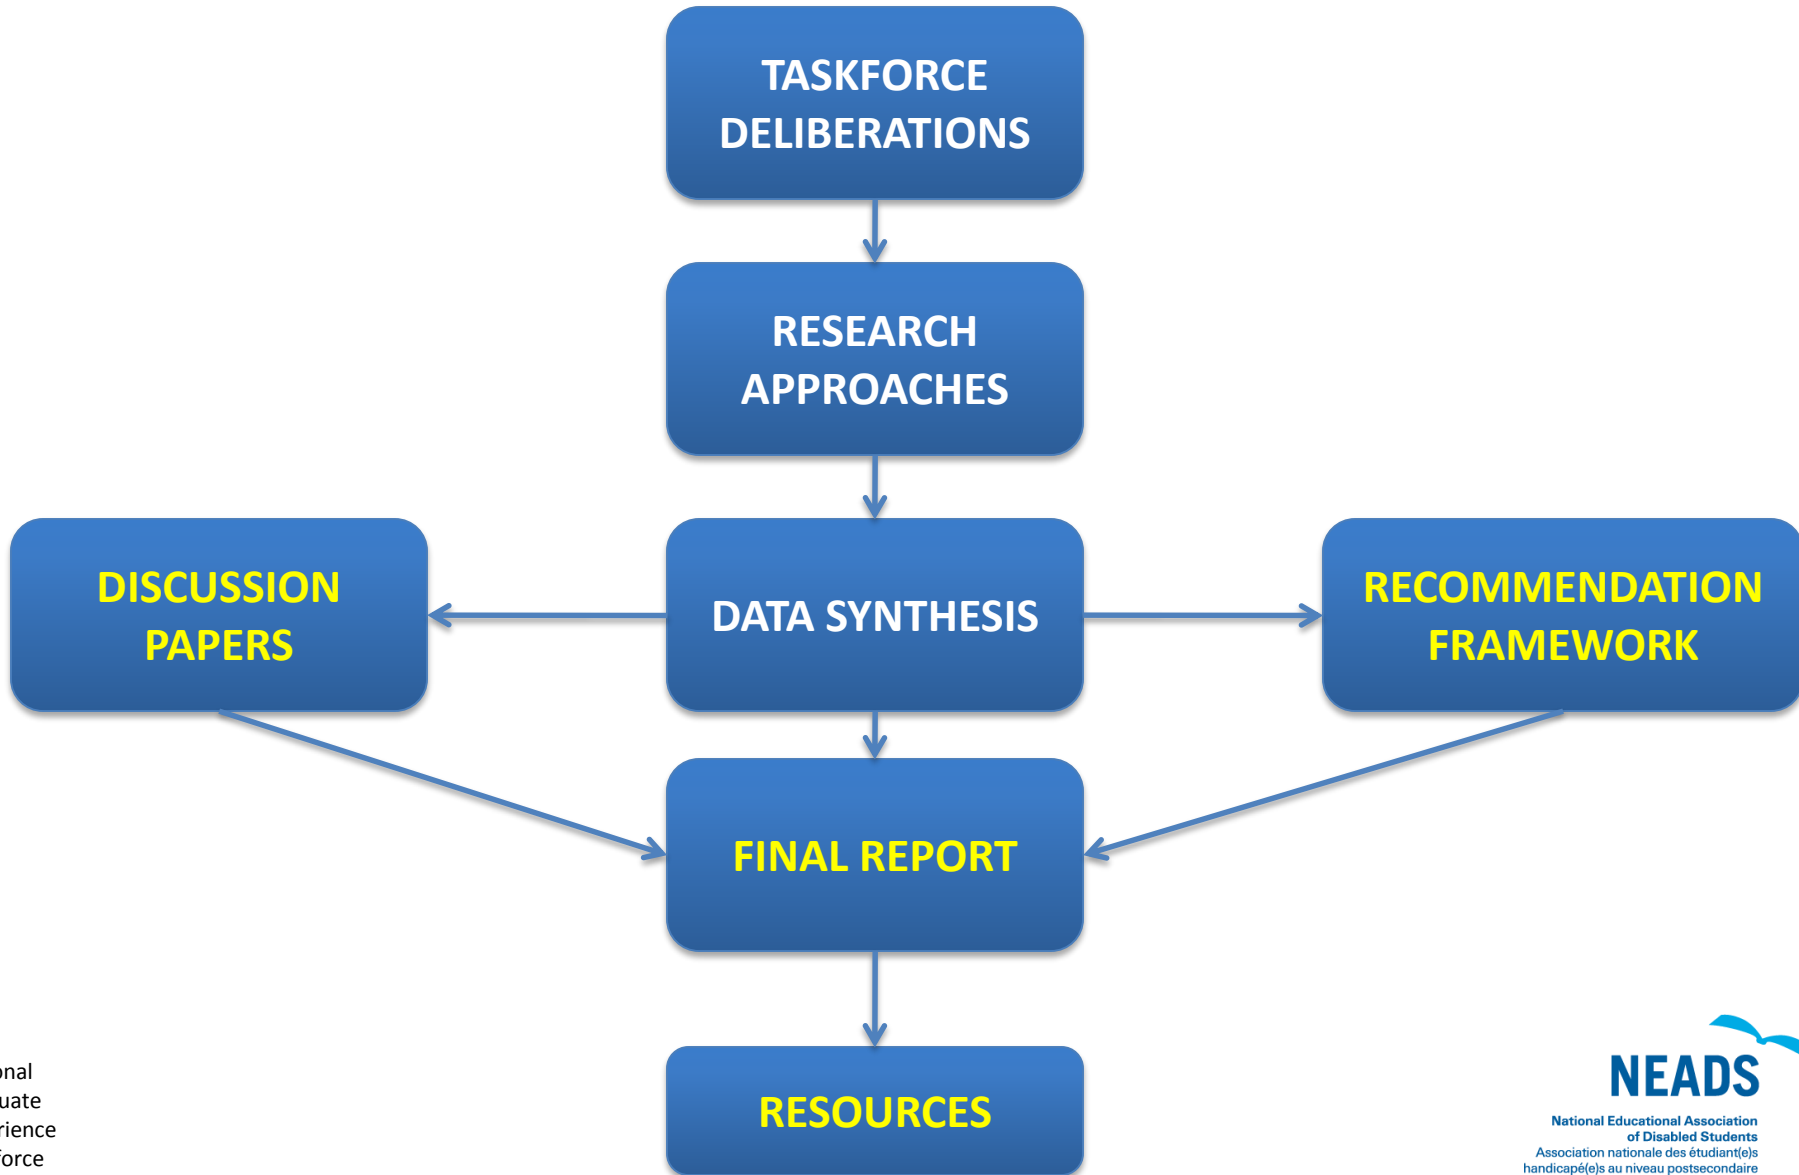 TASKFORCE
DELIBERATIONS
RESEARCH
APPROACHES
DISCUSSION
PAPERS
DATA SYNTHESIS
RECOMMENDATION
FRAMEWORK
FINAL REPORT
RESOURCES
NEADS
National Educational Association
of Disabled Students
Association nationale des étudiant(e)s
handicapé(e)s au niveau postsecondaire